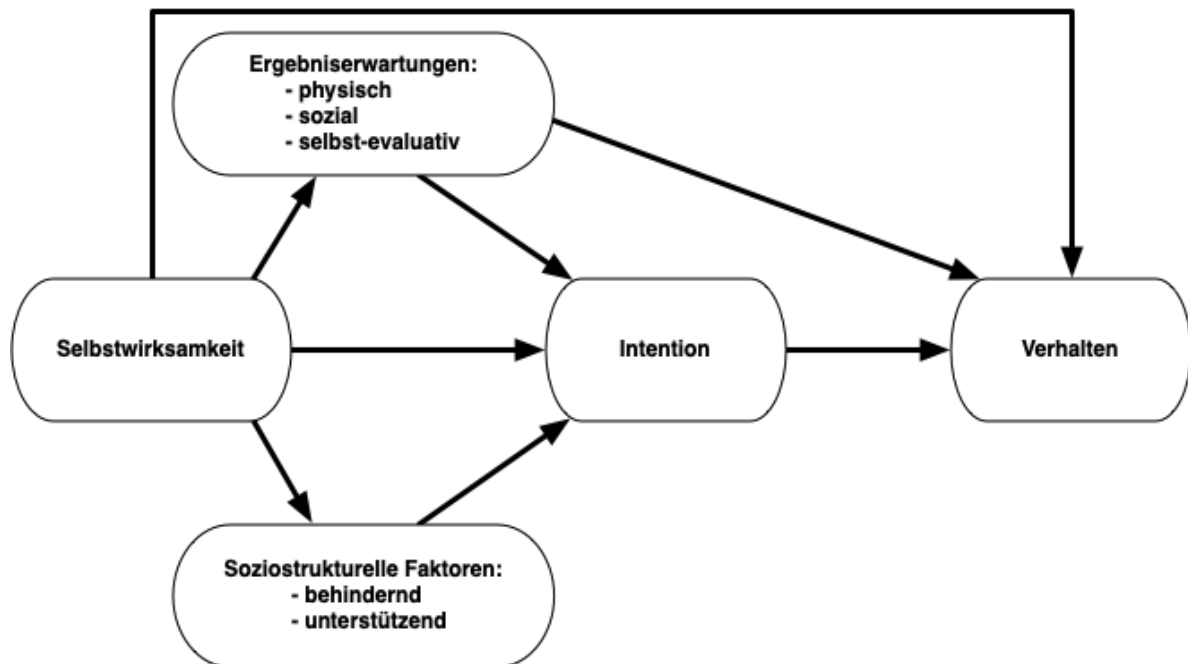 Ergebniserwartungen:
- physisch
- sozial
- selbst-evaluativ
Selbstwirksamkeit
Intention
Verhalten
Soziostrukturelle Faktoren:
- behindernd
- unterstützend